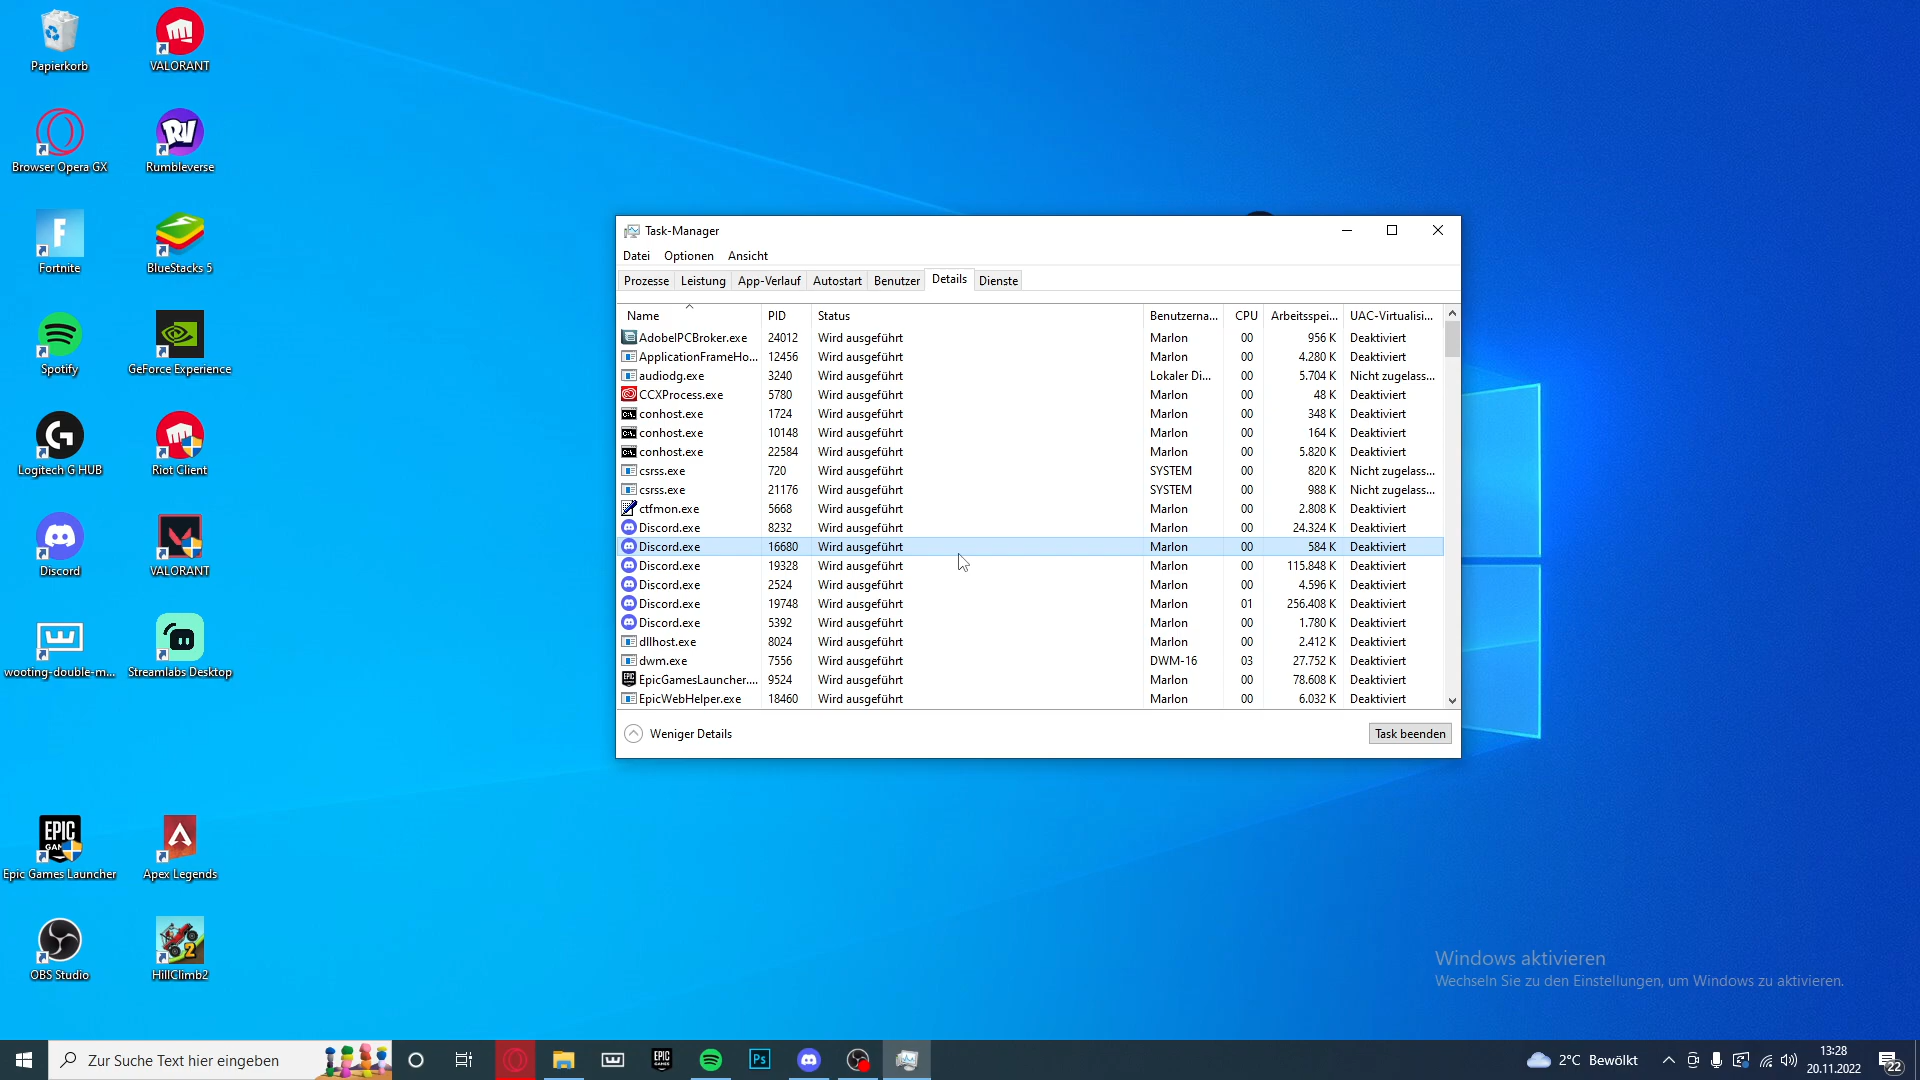 Papierkorb
VALORANT
Browser Opera GX
Rumbleverse
Fortnite
BlueStacks 5
Spotify
GeForce Experience
Logitech G HUB
Riot Client
Discord
VALORANT
wooting-double-m...
Streamlabs Desktop
EPIC
Epic Games Launcher
Apex Legends
OBS Studio
2
HillClimb2
Task-Manager
Datei Optionen Ansicht
Prozesse Leistung App-Verlauf Autostart Benutzer Details Dienste
Name PID Status Benutzerna... CPU Arbeitsspei... UAC-Virtualisi...
AdobeIPCBroker.exe 24012 Wird ausgeführt Marlon 00 956 K Deaktiviert
ApplicationFrameHo... 12456 Wird ausgeführt Marlon 00 4.280 K Deaktiviert
audiodg.exe 3240 Wird ausgeführt Lokaler Di... 00 5.704 K Nicht zugelass...
CCXProcess.exe 5780 Wird ausgeführt Marlon 00 48 K Deaktiviert
conhost.exe 1724 Wird ausgeführt Marlon 00 348 K Deaktiviert
conhost.exe 10148 Wird ausgeführt Marlon 00 164 K Deaktiviert
conhost.exe 22584 Wird ausgeführt Marlon 00 5.820 K Deaktiviert
csrss.exe 720 Wird ausgeführt SYSTEM 00 820 K Nicht zugelass...
csrss.exe 21176 Wird ausgeführt SYSTEM 00 988 K Nicht zugelass...
ctfmon.exe 5668 Wird ausgeführt Marlon 00 2.808 K Deaktiviert
Discord.exe 8232 Wird ausgeführt Marlon 00 24.324 K Deaktiviert
Discord.exe 16680 Wird ausgeführt Marlon 00 584 K Deaktiviert
Discord.exe 19328 Wird ausgeführt Marlon 00 115.848 K Deaktiviert
Discord.exe 2524 Wird ausgeführt Marlon 00 4.596 K Deaktiviert
Discord.exe 19748 Wird ausgeführt Marlon 01 256.408 K Deaktiviert
Discord.exe 5392 Wird ausgeführt Marlon 00 1.780 K Deaktiviert
dllhost.exe 8024 Wird ausgeführt Marlon 00 2.412 K Deaktiviert
dwm.exe 7556 Wird ausgeführt DWM-16 03 27.752 K Deaktiviert
EpicGamesLauncher.... 9524 Wird ausgeführt Marlon 00 78.608 K Deaktiviert
EpicWebHelper.exe 18460 Wird ausgeführt Marlon 00 6.032 K Deaktiviert
Weniger Details
Task beenden
Windows aktivieren
Wechseln Sie zu den Einstellungen, um Windows zu aktivieren.
Zur Suche Text hier eingeben
EPIC
Ps
2°C Bewölkt
13:28
20.11.2022
22